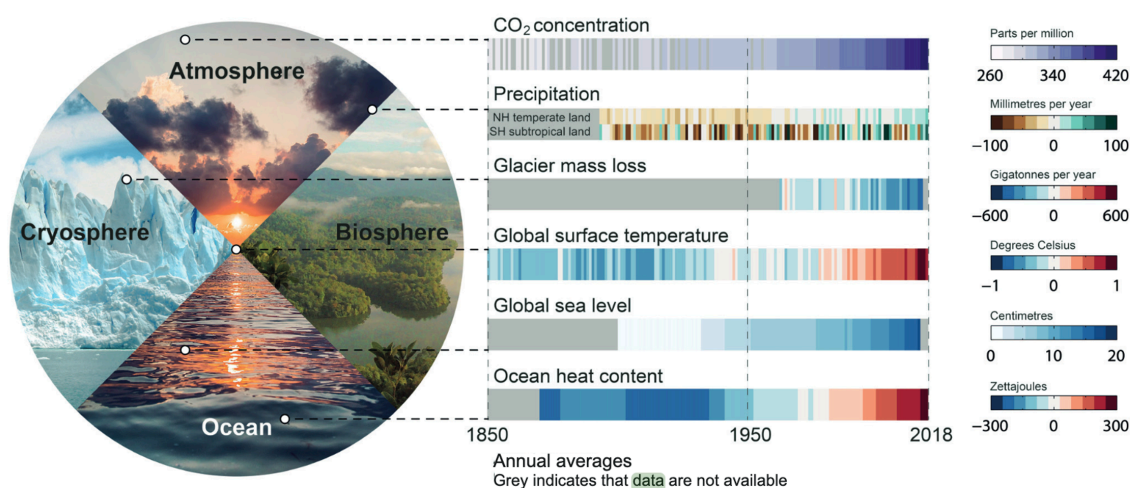 Atmosphere
Cryosphere
Biosphere
Ocean
CO₂ concentration
Precipitation
NH temperate land
SH subtropical land
Glacier mass loss
Global surface temperature
Global sea level
Ocean heat content
1850 1950 2018
Annual averages
Grey indicates that data are not available
Parts per million
260 340 420
Millimetres per year
−100 0 100
Gigatonnes per year
−600 0 600
Degrees Celsius
−1 0 1
Centimetres
0 10 20
Zettajoules
−300 0 300